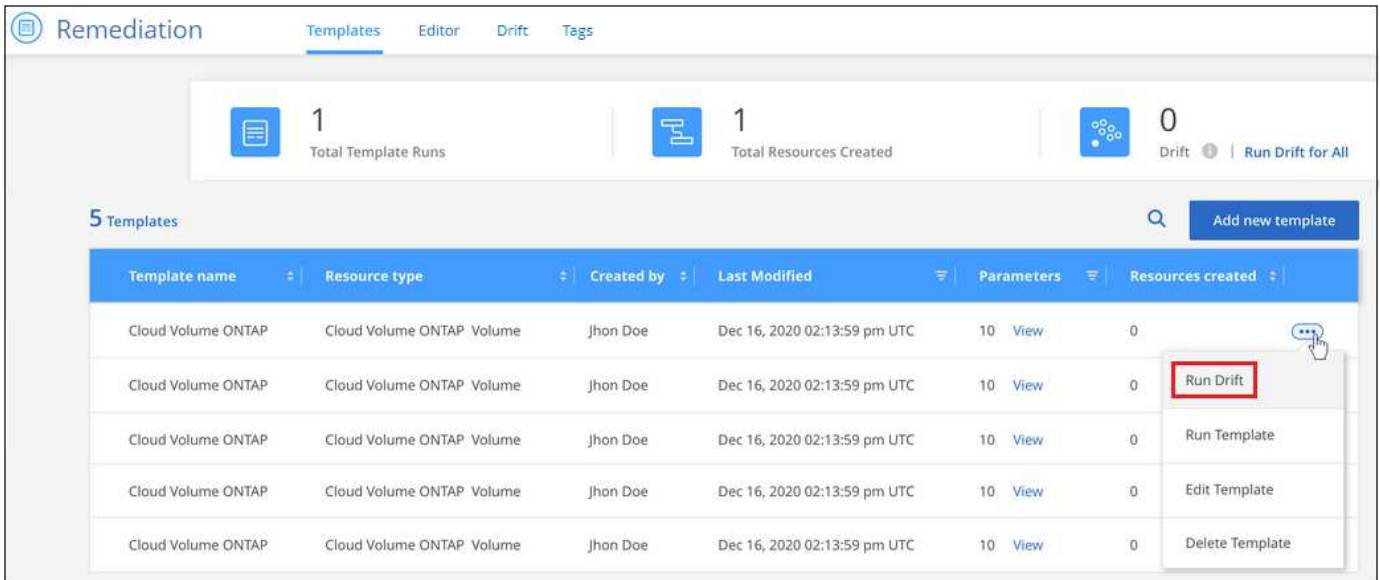 Remediation Templates Editor Drift Tags
1 1 0
Total Template Runs Total Resources Created Drift i | Run Drift for All
5 Templates Add new template
Template name Resource type Created by Last Modified Parameters Resources created
Cloud Volume ONTAP Cloud Volume ONTAP Volume Jhon Doe Dec 16, 2020 02:13:59 pm UTC 10 View 0
Run Drift
Cloud Volume ONTAP Cloud Volume ONTAP Volume Jhon Doe Dec 16, 2020 02:13:59 pm UTC 10 View 0
Run Template
Cloud Volume ONTAP Cloud Volume ONTAP Volume Jhon Doe Dec 16, 2020 02:13:59 pm UTC 10 View 0
Edit Template
Cloud Volume ONTAP Cloud Volume ONTAP Volume Jhon Doe Dec 16, 2020 02:13:59 pm UTC 10 View 0
Delete Template
Cloud Volume ONTAP Cloud Volume ONTAP Volume Jhon Doe Dec 16, 2020 02:13:59 pm UTC 10 View 0